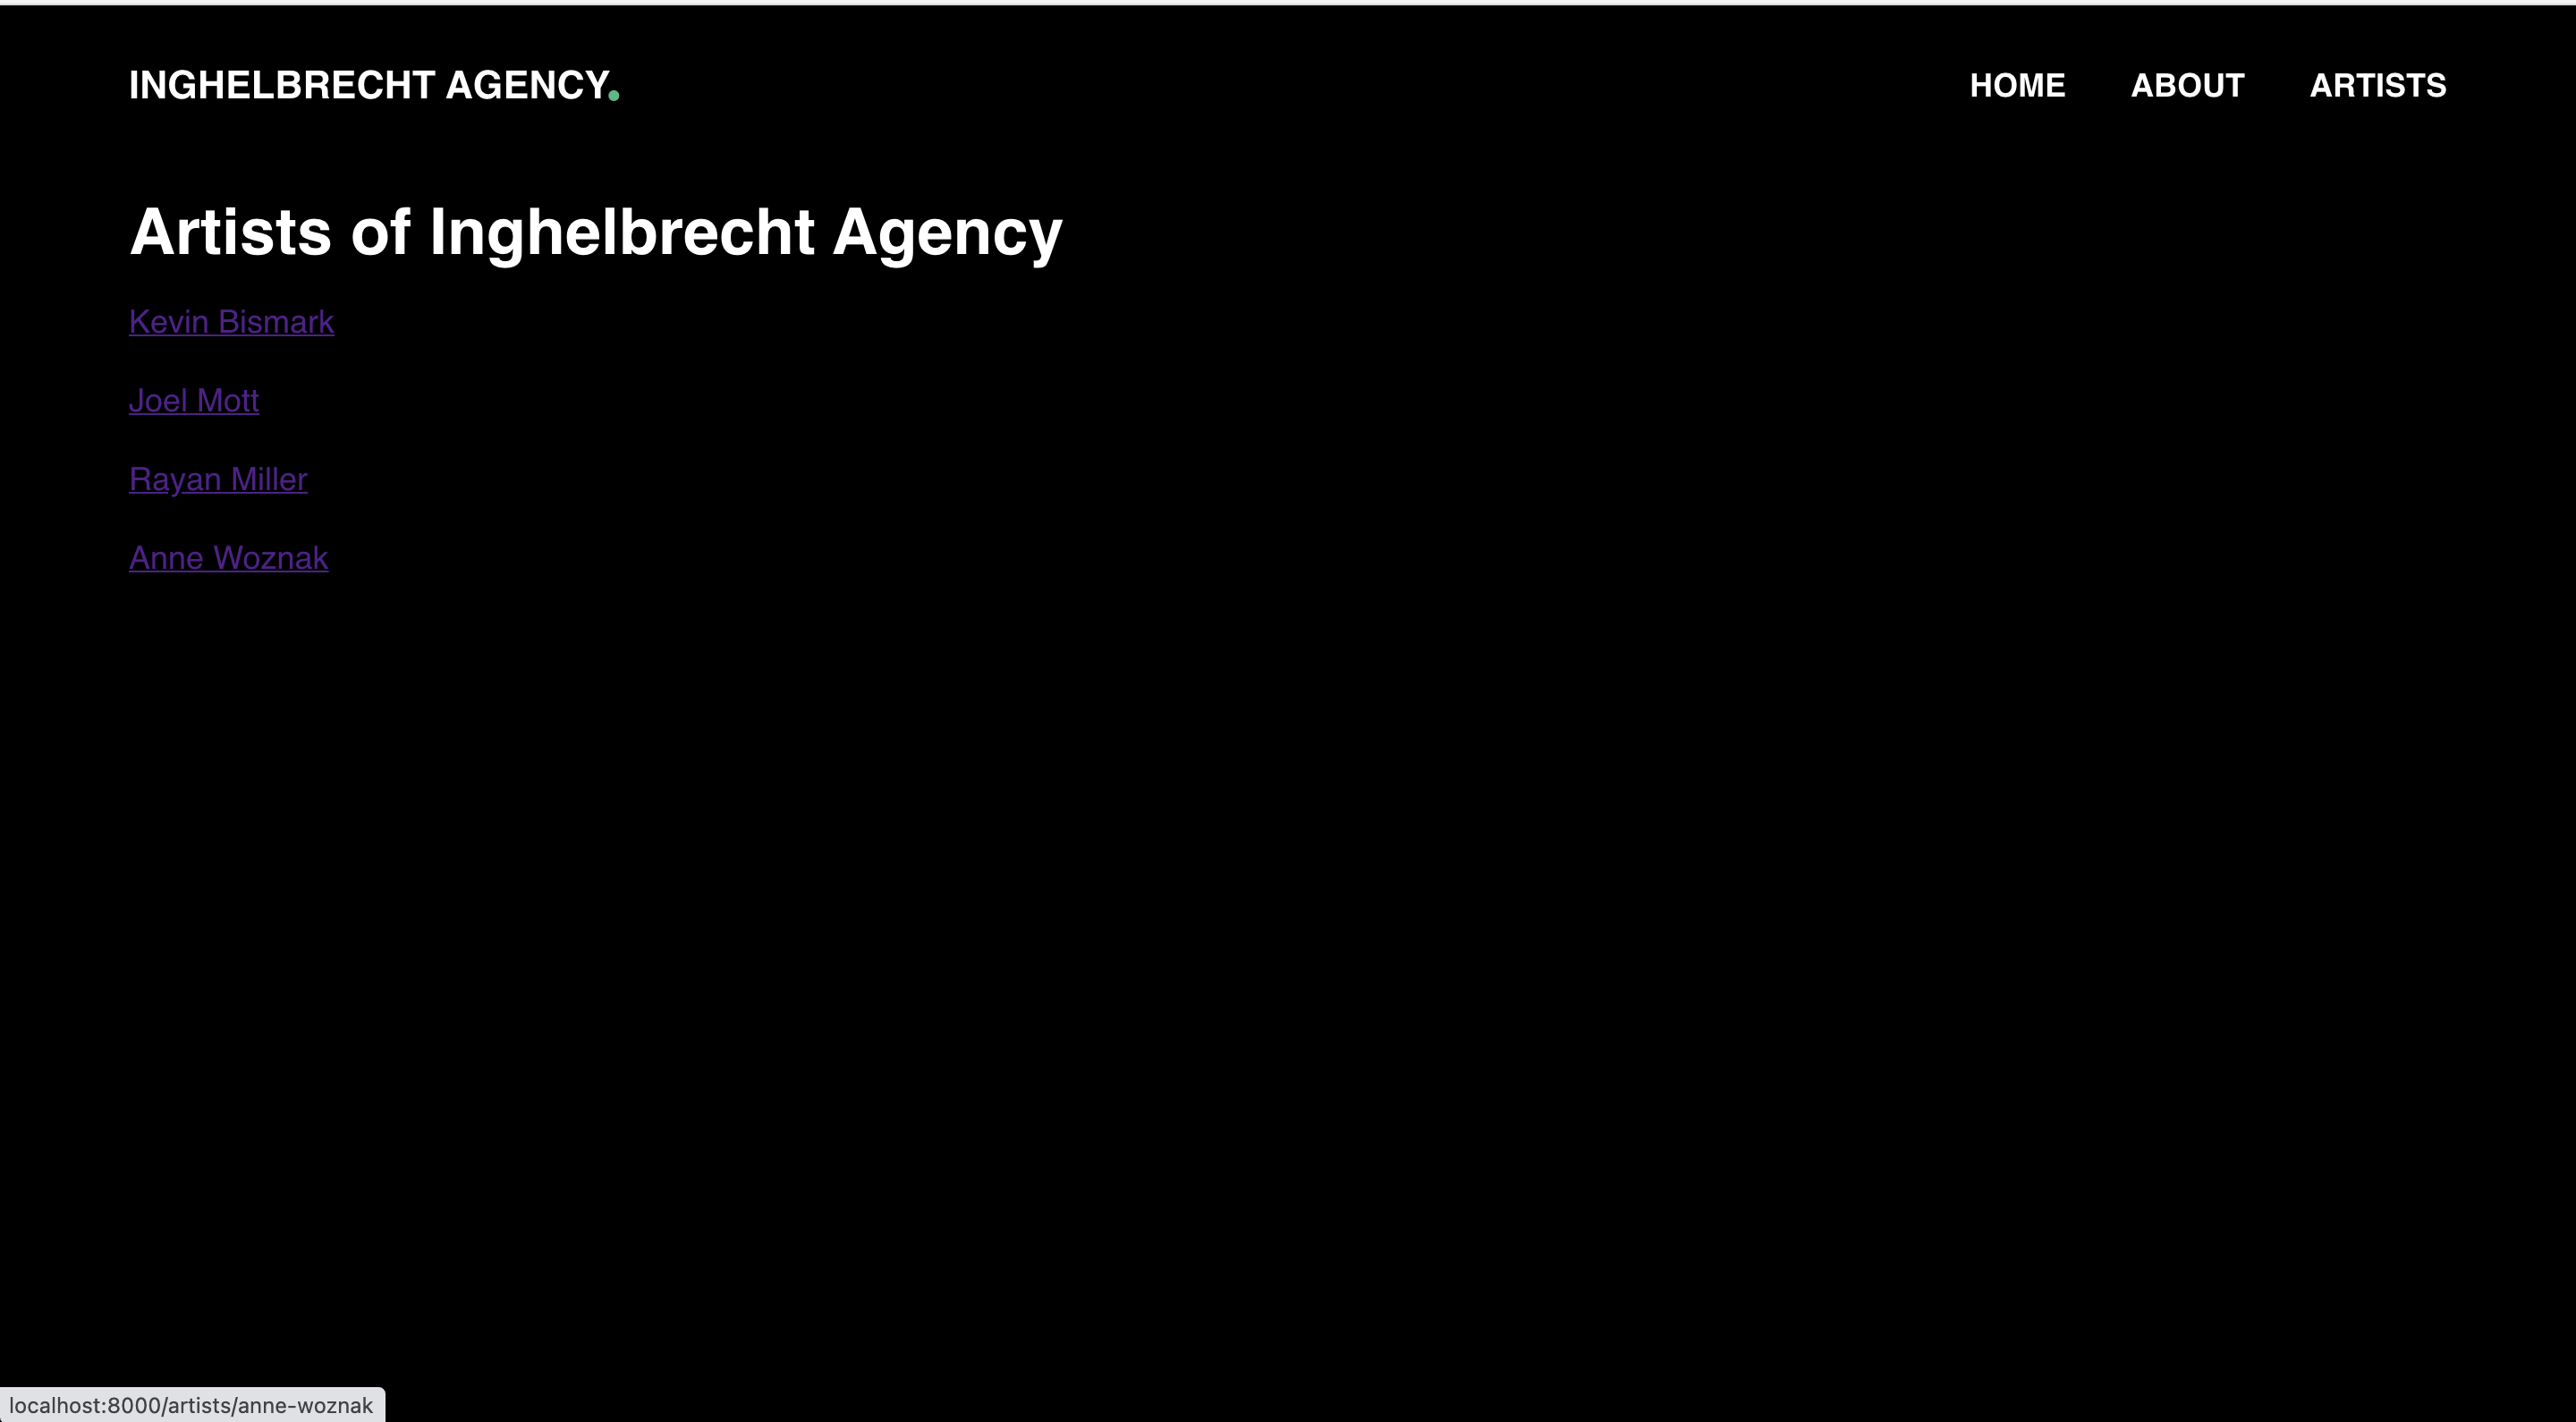 INGHELBRECHT AGENCY.
HOME ABOUT ARTISTS
Artists of Inghelbrecht Agency
Kevin Bismark
Joel Mott
Rayan Miller
Anne Woznak
localhost:8000/artists/anne-woznak